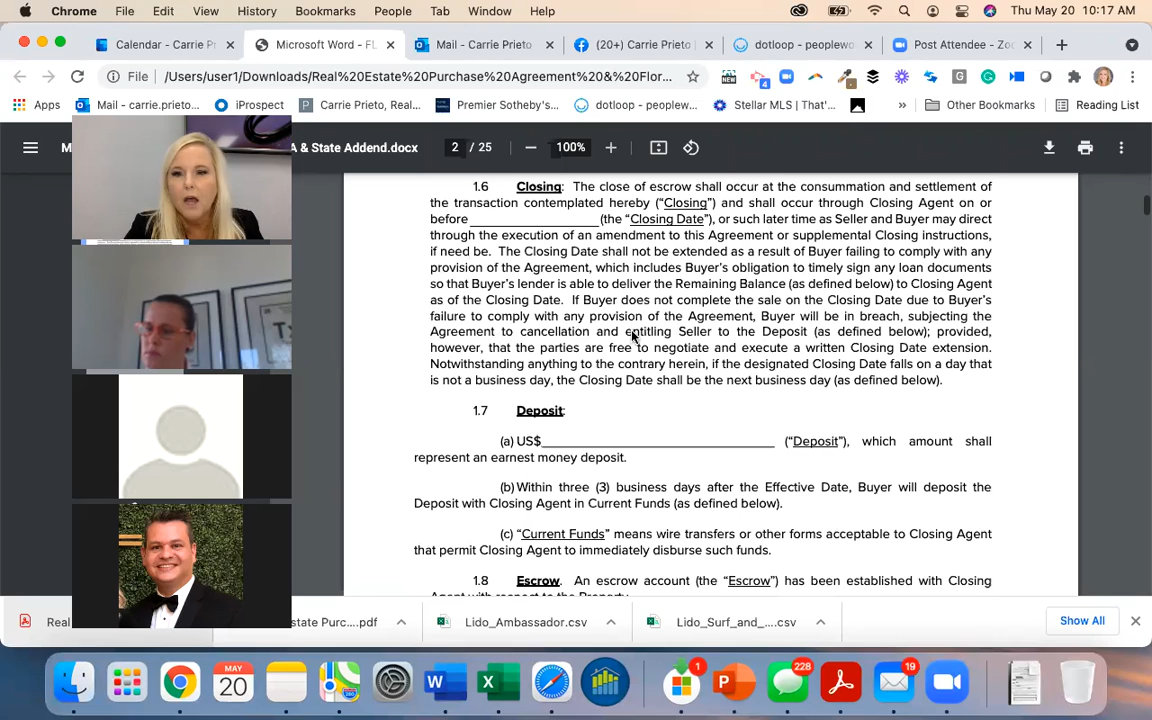 Chrome File Edit View History Bookmarks People Tab Window Help Thu May 20 10:17 AM
Calendar - Carrie Pr Microsoft Word - FL Mail - Carrie Prieto (20+) Carrie Prieto dotloop - peoplewo Post Attendee - Zoo
File /Users/user1/Downloads/Real%20Estate%20Purchase%20Agreement%20&%20Flor...
Apps Mail - carrie.prieto... iProspect Carrie Prieto, Real... Premier Sotheby's... dotloop - peoplew... Stellar MLS | That'... » Other Bookmarks Reading List
M A & State Addend.docx 2 / 25 100%
1.6 Closing: The close of escrow shall occur at the consummation and settlement of
the transaction contemplated hereby (“Closing”) and shall occur through Closing Agent on or
before ____________________ (the “Closing Date”), or such later time as Seller and Buyer may direct
through the execution of an amendment to this Agreement or supplemental Closing instructions,
if need be. The Closing Date shall not be extended as a result of Buyer failing to comply with any
provision of the Agreement, which includes Buyer’s obligation to timely sign any loan documents
so that Buyer’s lender is able to deliver the Remaining Balance (as defined below) to Closing Agent
as of the Closing Date. If Buyer does not complete the sale on the Closing Date due to Buyer’s
failure to comply with any provision of the Agreement, Buyer will be in breach, subjecting the
Agreement to cancellation and entitling Seller to the Deposit (as defined below); provided,
however, that the parties are free to negotiate and execute a written Closing Date extension.
Notwithstanding anything to the contrary herein, if the designated Closing Date falls on a day that
is not a business day, the Closing Date shall be the next business day (as defined below).
1.7 Deposit:
(a) US$____________________ (“Deposit”), which amount shall
represent an earnest money deposit.
(b) Within three (3) business days after the Effective Date, Buyer will deposit the
Deposit with Closing Agent in Current Funds (as defined below).
(c) “Current Funds” means wire transfers or other forms acceptable to Closing Agent
that permit Closing Agent to immediately disburse such funds.
1.8 Escrow. An escrow account (the “Escrow”) has been established with Closing
Agent with respect to the Property.
Real state Purc....pdf Lido_Ambassador.csv Lido_Surf_and_....csv Show All
MAY
20
1 228 19